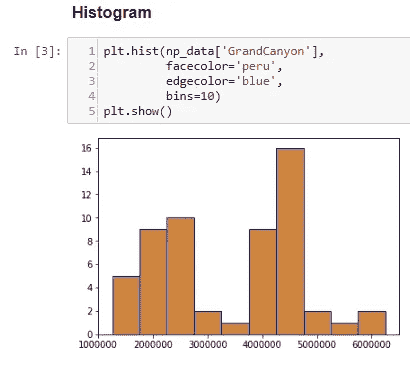 Histogram
In [3]:
1 plt.hist(np_data['GrandCanyon'],
2          facecolor='peru',
3          edgecolor='blue',
4          bins=10)
5 plt.show()
16
14
12
10
8
6
4
2
0
1000000 2000000 3000000 4000000 5000000 6000000